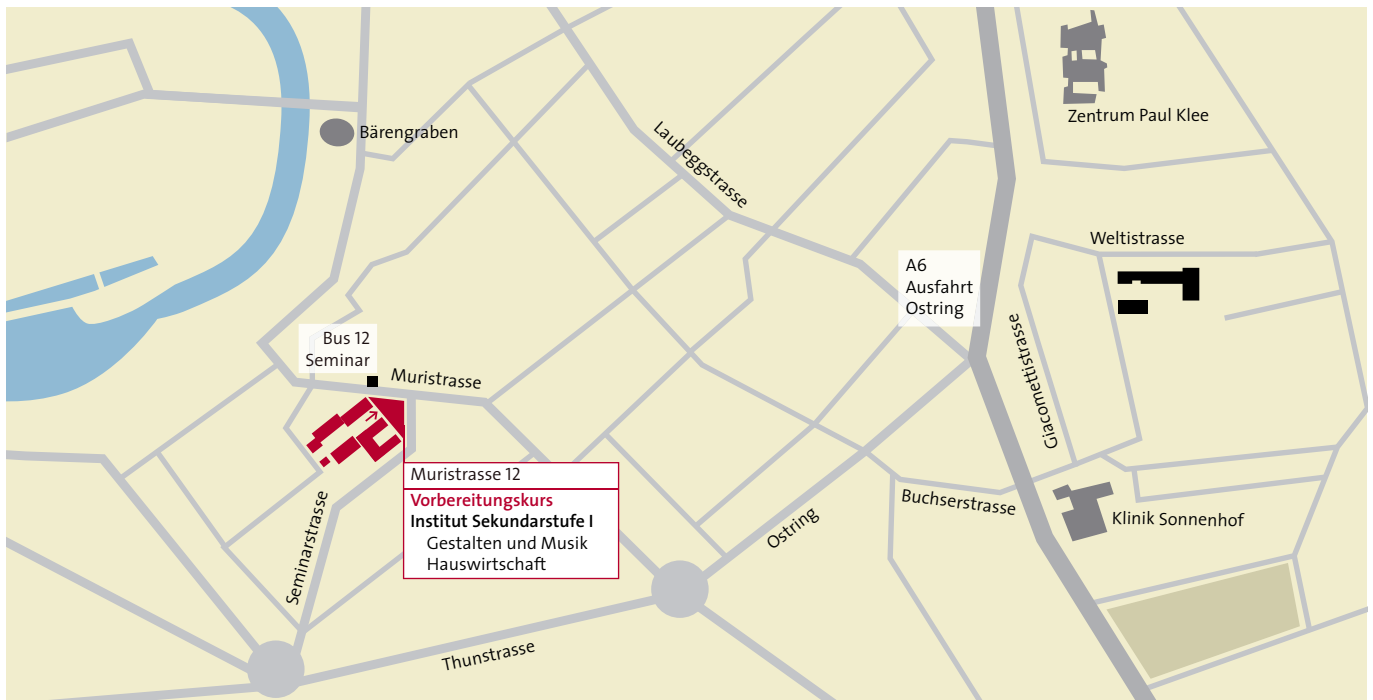 Zentrum Paul Klee
Bärengraben
Laubeggstrasse
Weltistrasse
A6
Ausfahrt
Ostring
Giacomettistrasse
Bus 12
Seminar
Muristrasse
Muristrasse 12
Vorbereitungskurs
Institut Sekundarstufe I
Gestalten und Musik
Hauswirtschaft
Buchserstrasse
Klinik Sonnenhof
Ostring
Seminarstrasse
Thunstrasse